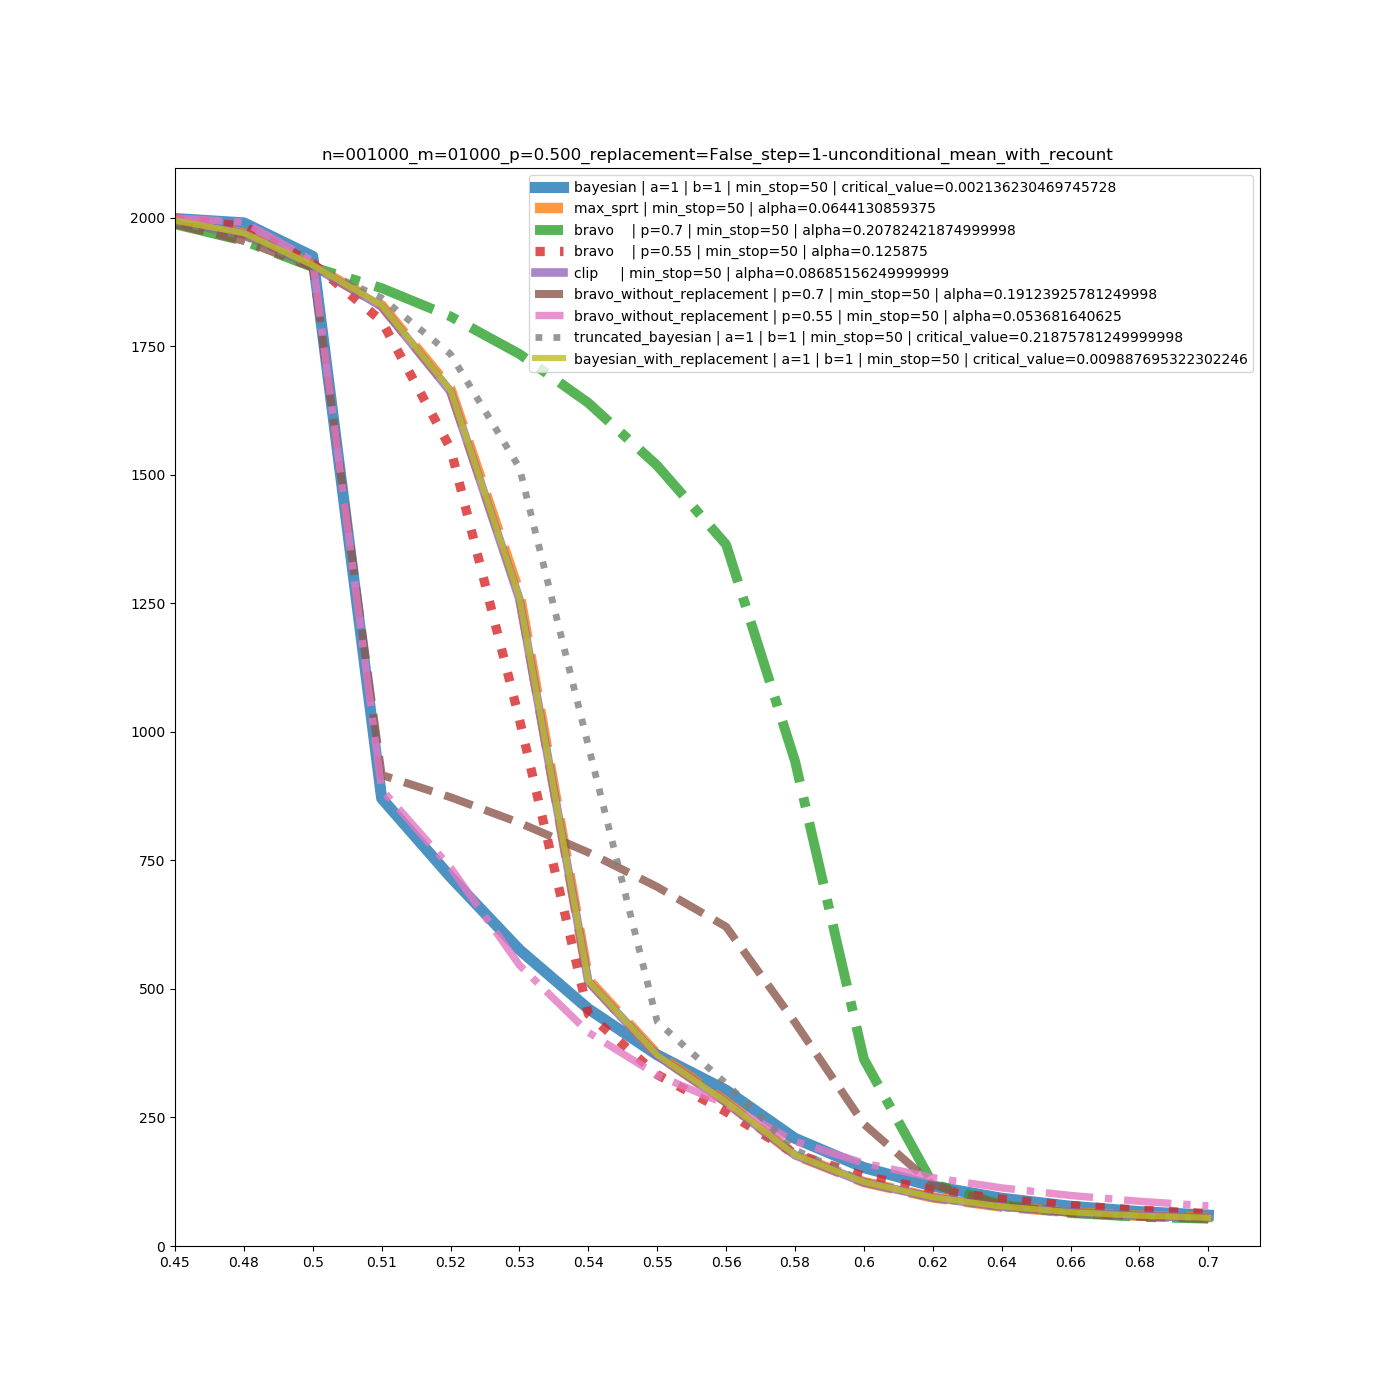 n=001000_m=01000_p=0.500_replacement=False_step=1-unconditional_mean_with_recount
bayesian | a=1 | b=1 | min_stop=50 | critical_value=0.002136230469745728
max_sprt | min_stop=50 | alpha=0.0644130859375
bravo | p=0.7 | min_stop=50 | alpha=0.20782421874999998
bravo | p=0.55 | min_stop=50 | alpha=0.125875
clip | min_stop=50 | alpha=0.08685156249999999
bravo_without_replacement | p=0.7 | min_stop=50 | alpha=0.19123925781249998
bravo_without_replacement | p=0.55 | min_stop=50 | alpha=0.053681640625
truncated_bayesian | a=1 | b=1 | min_stop=50 | critical_value=0.21875781249999998
bayesian_with_replacement | a=1 | b=1 | min_stop=50 | critical_value=0.009887695322302246
2000
1750
1500
1250
1000
750
500
250
0
0.45 0.48 0.5 0.51 0.52 0.53 0.54 0.55 0.56 0.58 0.6 0.62 0.64 0.66 0.68 0.7